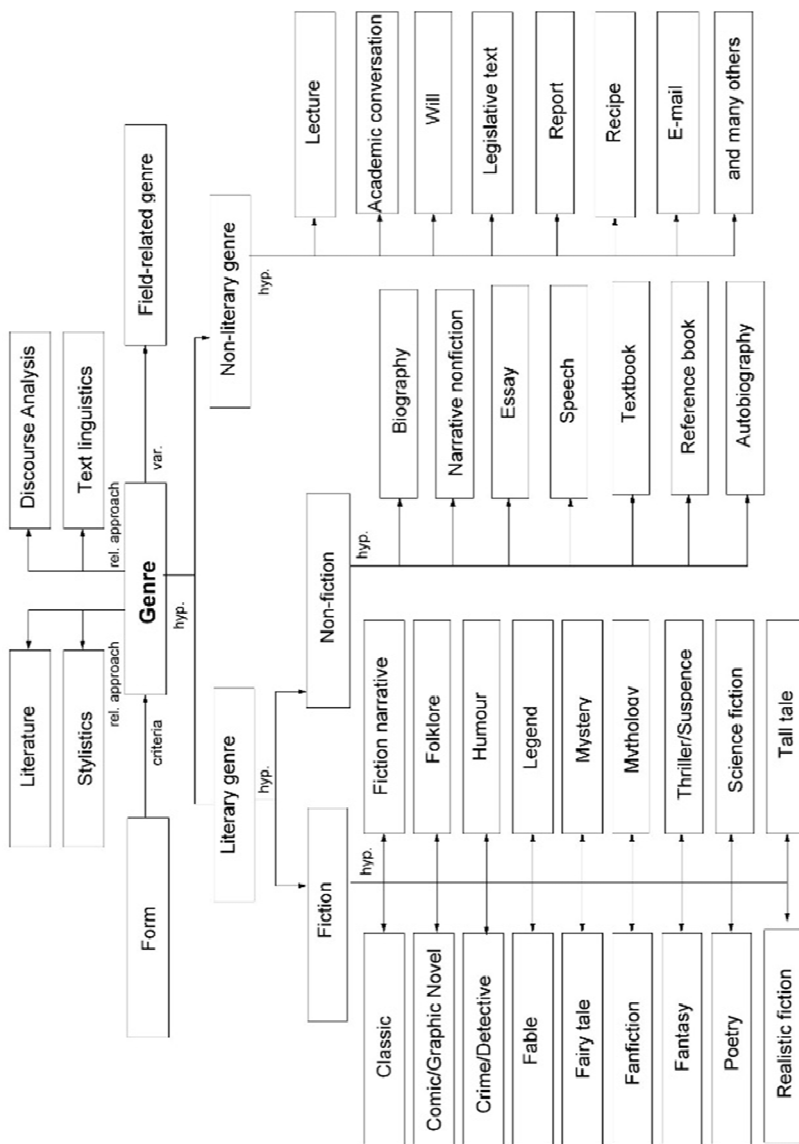 Literature
Stylistics
Discourse Analysis
Text linguistics
rel. approach
rel. approach
Form
criteria
Genre
var.
Field-related genre
hyp.
Literary genre
Non-literary genre
hyp.
hyp.
Fiction
Non-fiction
hyp.
hyp.
Classic
Comic/Graphic Novel
Crime/Detective
Fable
Fairy tale
Fanfiction
Fantasy
Poetry
Realistic fiction
Fiction narrative
Folklore
Humour
Legend
Mystery
Mythology
Thriller/Suspence
Science fiction
Tall tale
Biography
Narrative nonfiction
Essay
Speech
Textbook
Reference book
Autobiography
Lecture
Academic conversation
Will
Legislative text
Report
Recipe
E-mail
and many others